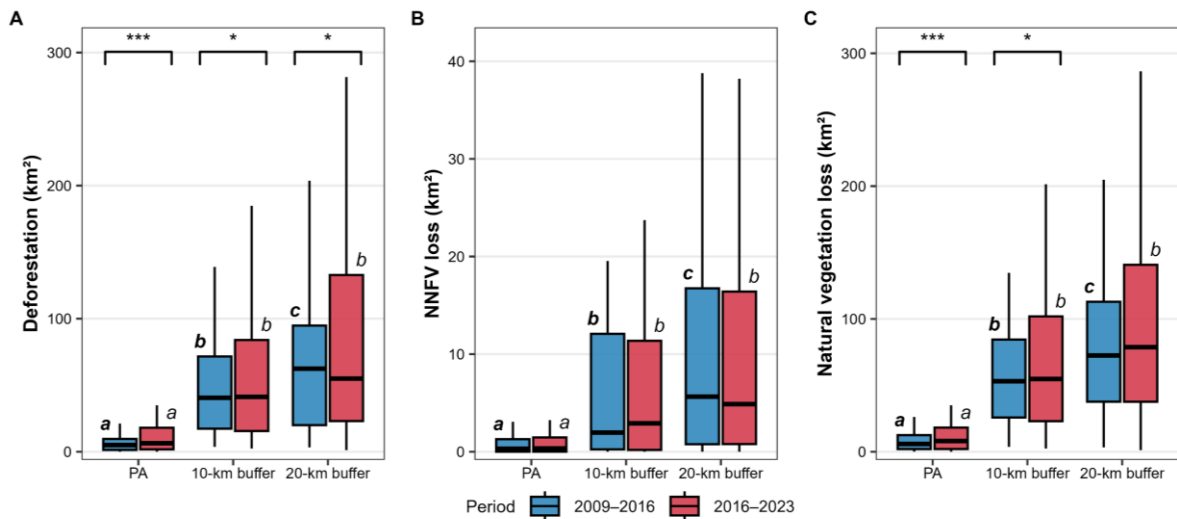 A
Deforestation (km²)
300
200
100
0
***
*
*
a
a
b
b
c
b
PA
10-km buffer
20-km buffer
B
NNFV loss (km²)
40
30
20
10
0
a
a
b
b
c
b
PA
10-km buffer
20-km buffer
C
Natural vegetation loss (km²)
300
200
100
0
***
*
a
a
b
b
c
b
PA
10-km buffer
20-km buffer
Period 2009–2016 2016–2023